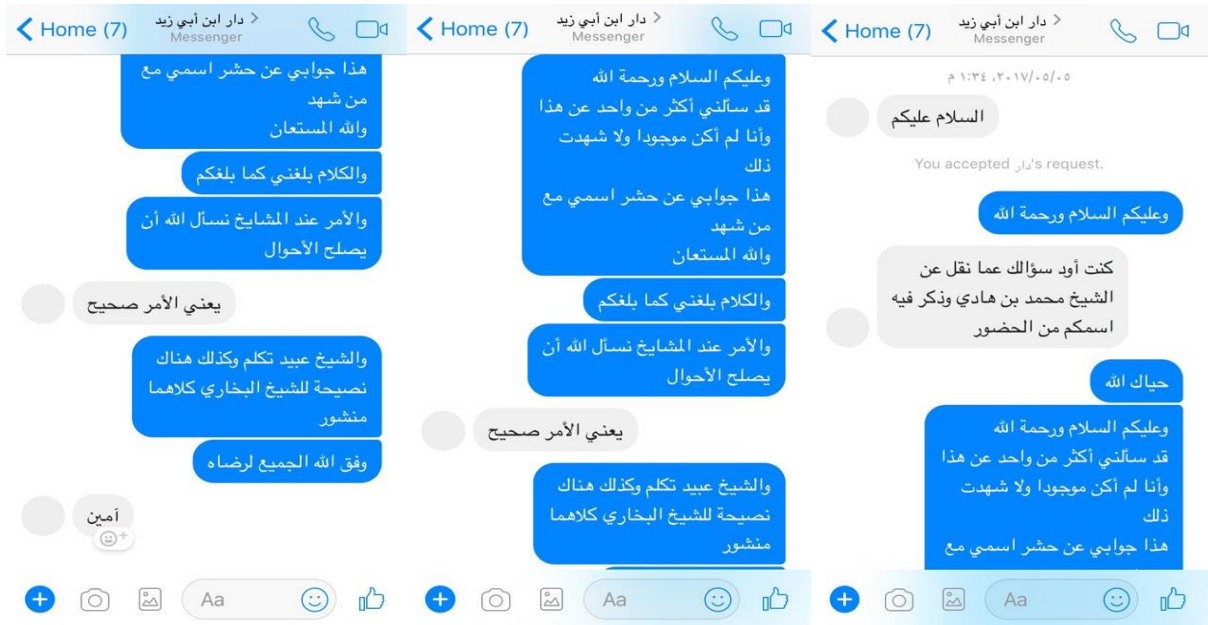 Home (7)
دار ابن أبي زيد >
Messenger
٢٠١٧/٠٥/٠٥، ١:٣٤ م
السلام عليكم
You accepted دار's request.
وعليكم السلام ورحمة الله
كنت أود سؤالك عما نقل عن
الشيخ محمد بن هادي وذكر فيه
اسمكم من الحضور
حياك الله
وعليكم السلام ورحمة الله
قد سألني أكثر من واحد عن هذا
وأنا لم أكن موجودا ولا شهدت
ذلك
هذا جوابي عن حشر اسمي مع
Aa
Home (7)
دار ابن أبي زيد >
Messenger
وعليكم السلام ورحمة الله
قد سألني أكثر من واحد عن هذا
وأنا لم أكن موجودا ولا شهدت
ذلك
هذا جوابي عن حشر اسمي مع
من شهد
والله المستعان
والكلام بلغني كما بلغكم
والأمر عند المشايخ نسأل الله أن
يصلح الأحوال
يعني الأمر صحيح
والشيخ عبيد تكلم وكذلك هناك
نصيحة للشيخ البخاري كلاهما
منشور
Aa
Home (7)
دار ابن أبي زيد >
Messenger
هذا جوابي عن حشر اسمي مع
من شهد
والله المستعان
والكلام بلغني كما بلغكم
والأمر عند المشايخ نسأل الله أن
يصلح الأحوال
يعني الأمر صحيح
والشيخ عبيد تكلم وكذلك هناك
نصيحة للشيخ البخاري كلاهما
منشور
وفق الله الجميع لرضاه
آمين
Aa